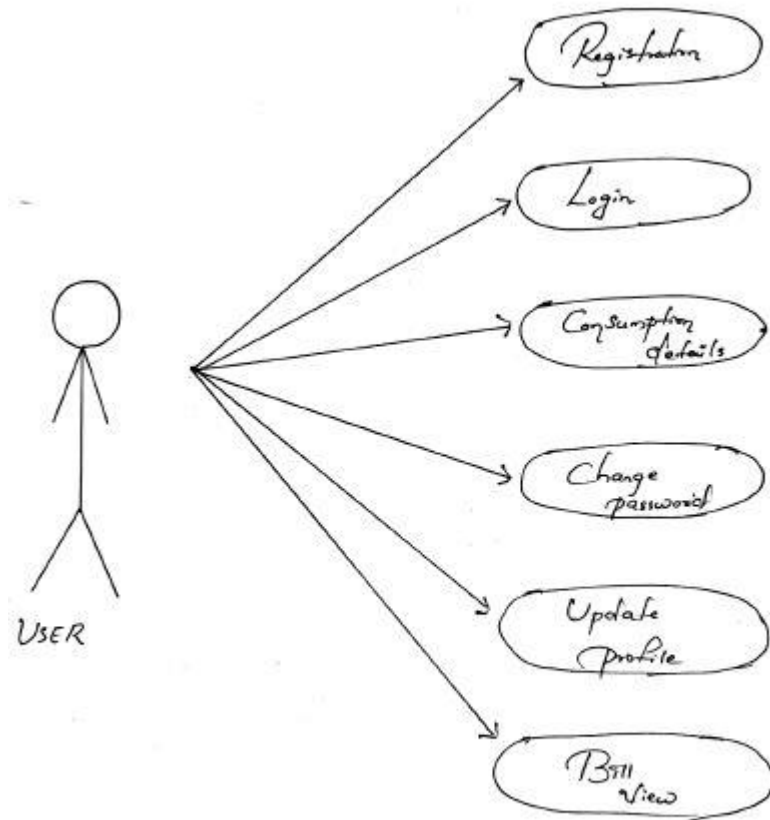 Registration
Login
Consumption
details
Change
password
USER
Update
profile
Bill
View